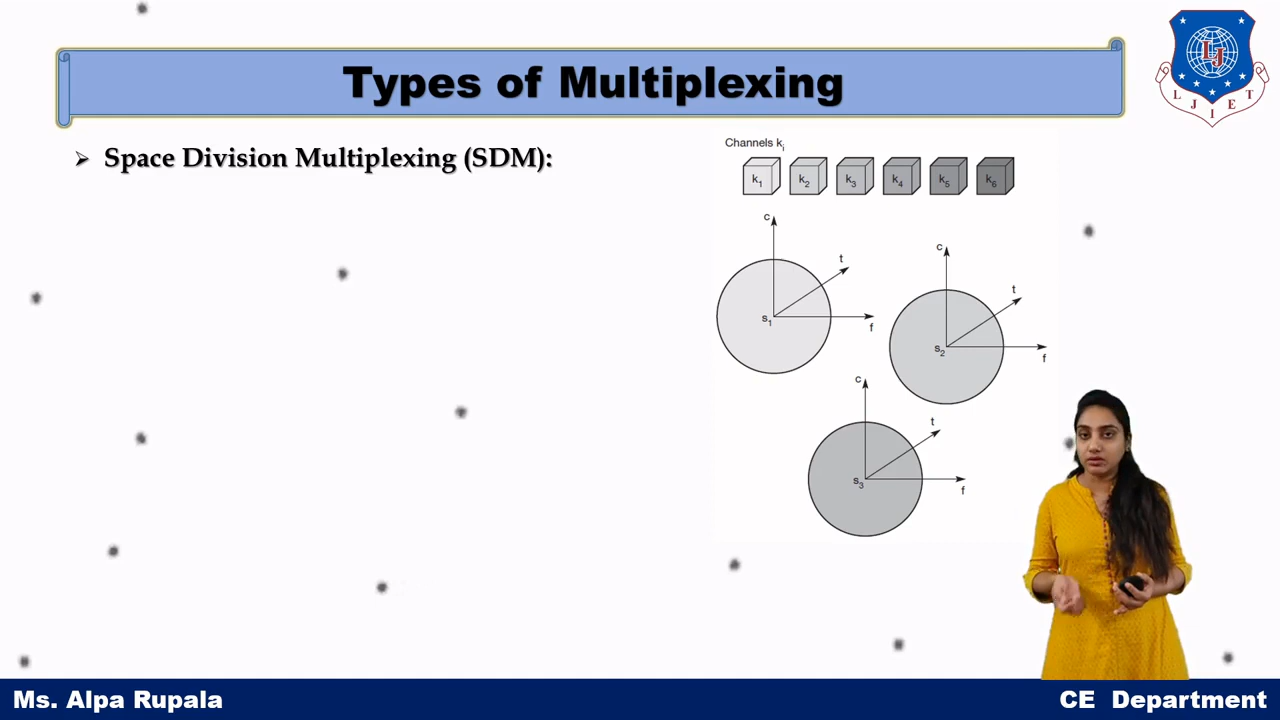 Types of Multiplexing
L J I E T
LJ
➢ Space Division Multiplexing (SDM):
Channels ki
k1 k2 k3 k4 k5 k6
c
t
s1
f
c
t
s2
f
c
t
s3
f
Ms. Alpa Rupala
CE Department